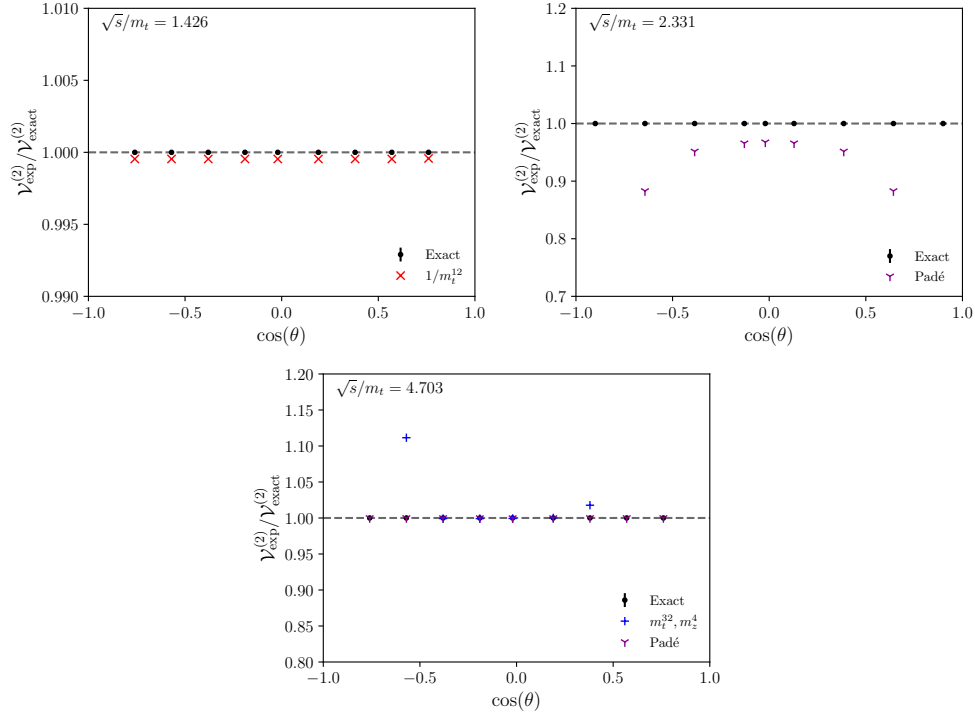 √s/m_t = 1.426
1.010
1.005
1.000
0.995
0.990
V_exp^(2)/V_exact^(2)
Exact
1/m_t^12
−1.0 −0.5 0.0 0.5 1.0
cos(θ)
√s/m_t = 2.331
1.2
1.1
1.0
0.9
0.8
0.7
V_exp^(2)/V_exact^(2)
Exact
Padé
−1.0 −0.5 0.0 0.5 1.0
cos(θ)
√s/m_t = 4.703
1.20
1.15
1.10
1.05
1.00
0.95
0.90
0.85
0.80
V_exp^(2)/V_exact^(2)
Exact
m_t^32, m_z^4
Padé
−1.0 −0.5 0.0 0.5 1.0
cos(θ)